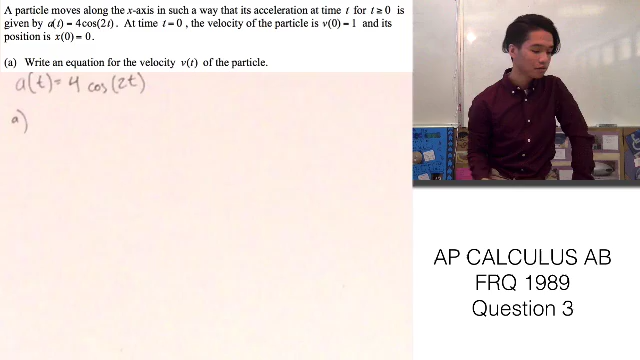 A particle moves along the x-axis in such a way that its acceleration at time t for t ≥ 0 is
given by a(t) = 4cos(2t). At time t = 0, the velocity of the particle is v(0) = 1 and its
position is x(0) = 0.
(a) Write an equation for the velocity v(t) of the particle.
a(t) = 4 cos(2t)
a)
AP CALCULUS AB
FRQ 1989
Question 3